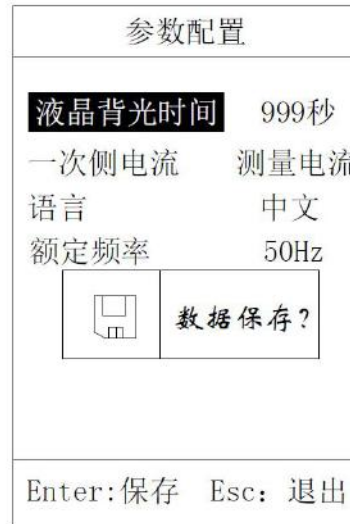 参数配置
液晶背光时间 999秒
一次侧电流 测量电流
语言 中文
额定频率 50Hz
数据保存?
Enter:保存 Esc: 退出